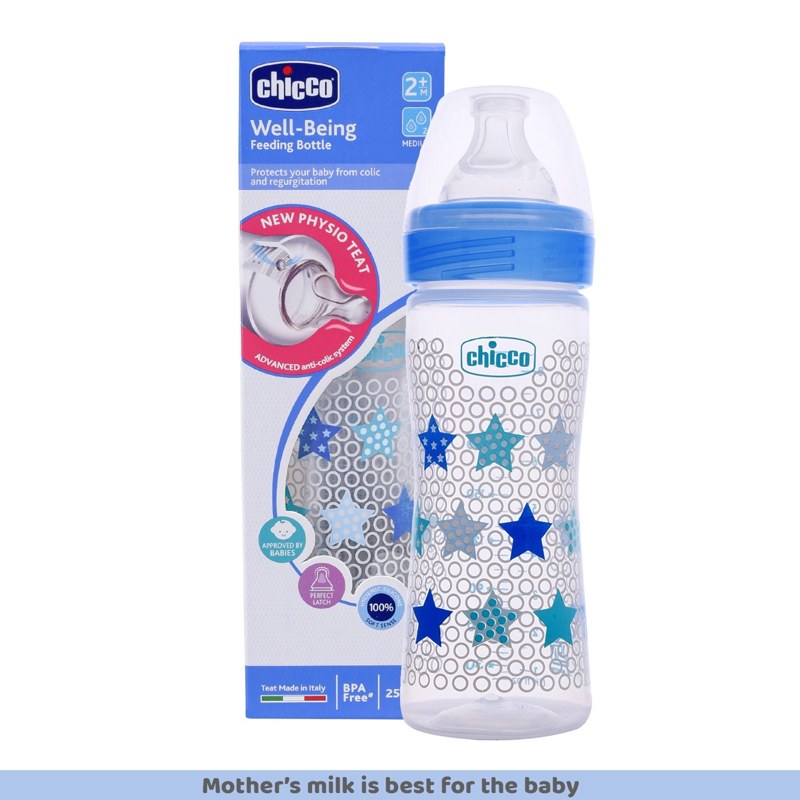 chicco
2+
M
Well-Being
Feeding Bottle
Protects your baby from colic
and regurgitation
NEW PHYSIO TEAT
ADVANCED anti-colic system
chicco
chicco
APPROVED BY
BABIES
PERFECT
LATCH
100%
SOFT SENSE
Teat Made in Italy
BPA
Free
Mother's milk is best for the baby